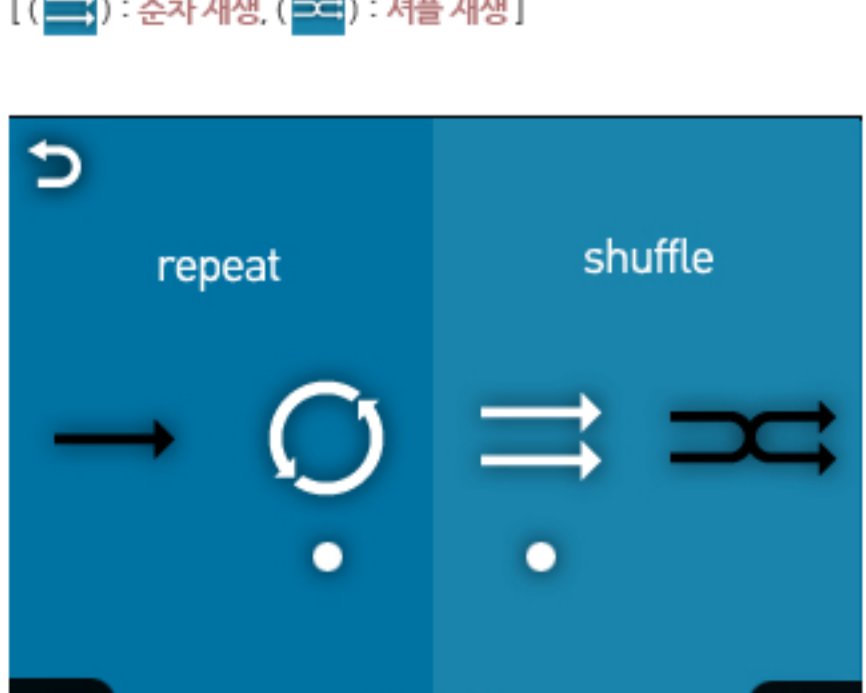 [ ( ) : 순차 재생, ( ) : 셔플 재생 ]
repeat
shuffle